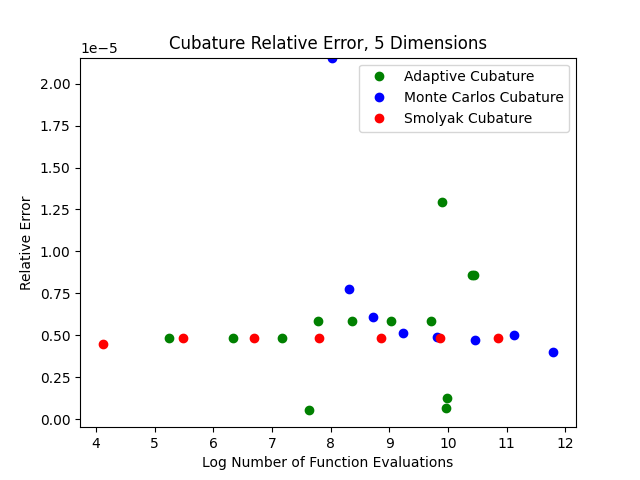 Cubature Relative Error, 5 Dimensions
1e−5
2.00
1.75
1.50
1.25
1.00
0.75
0.50
0.25
0.00
Relative Error
Adaptive Cubature
Monte Carlos Cubature
Smolyak Cubature
4 5 6 7 8 9 10 11 12
Log Number of Function Evaluations